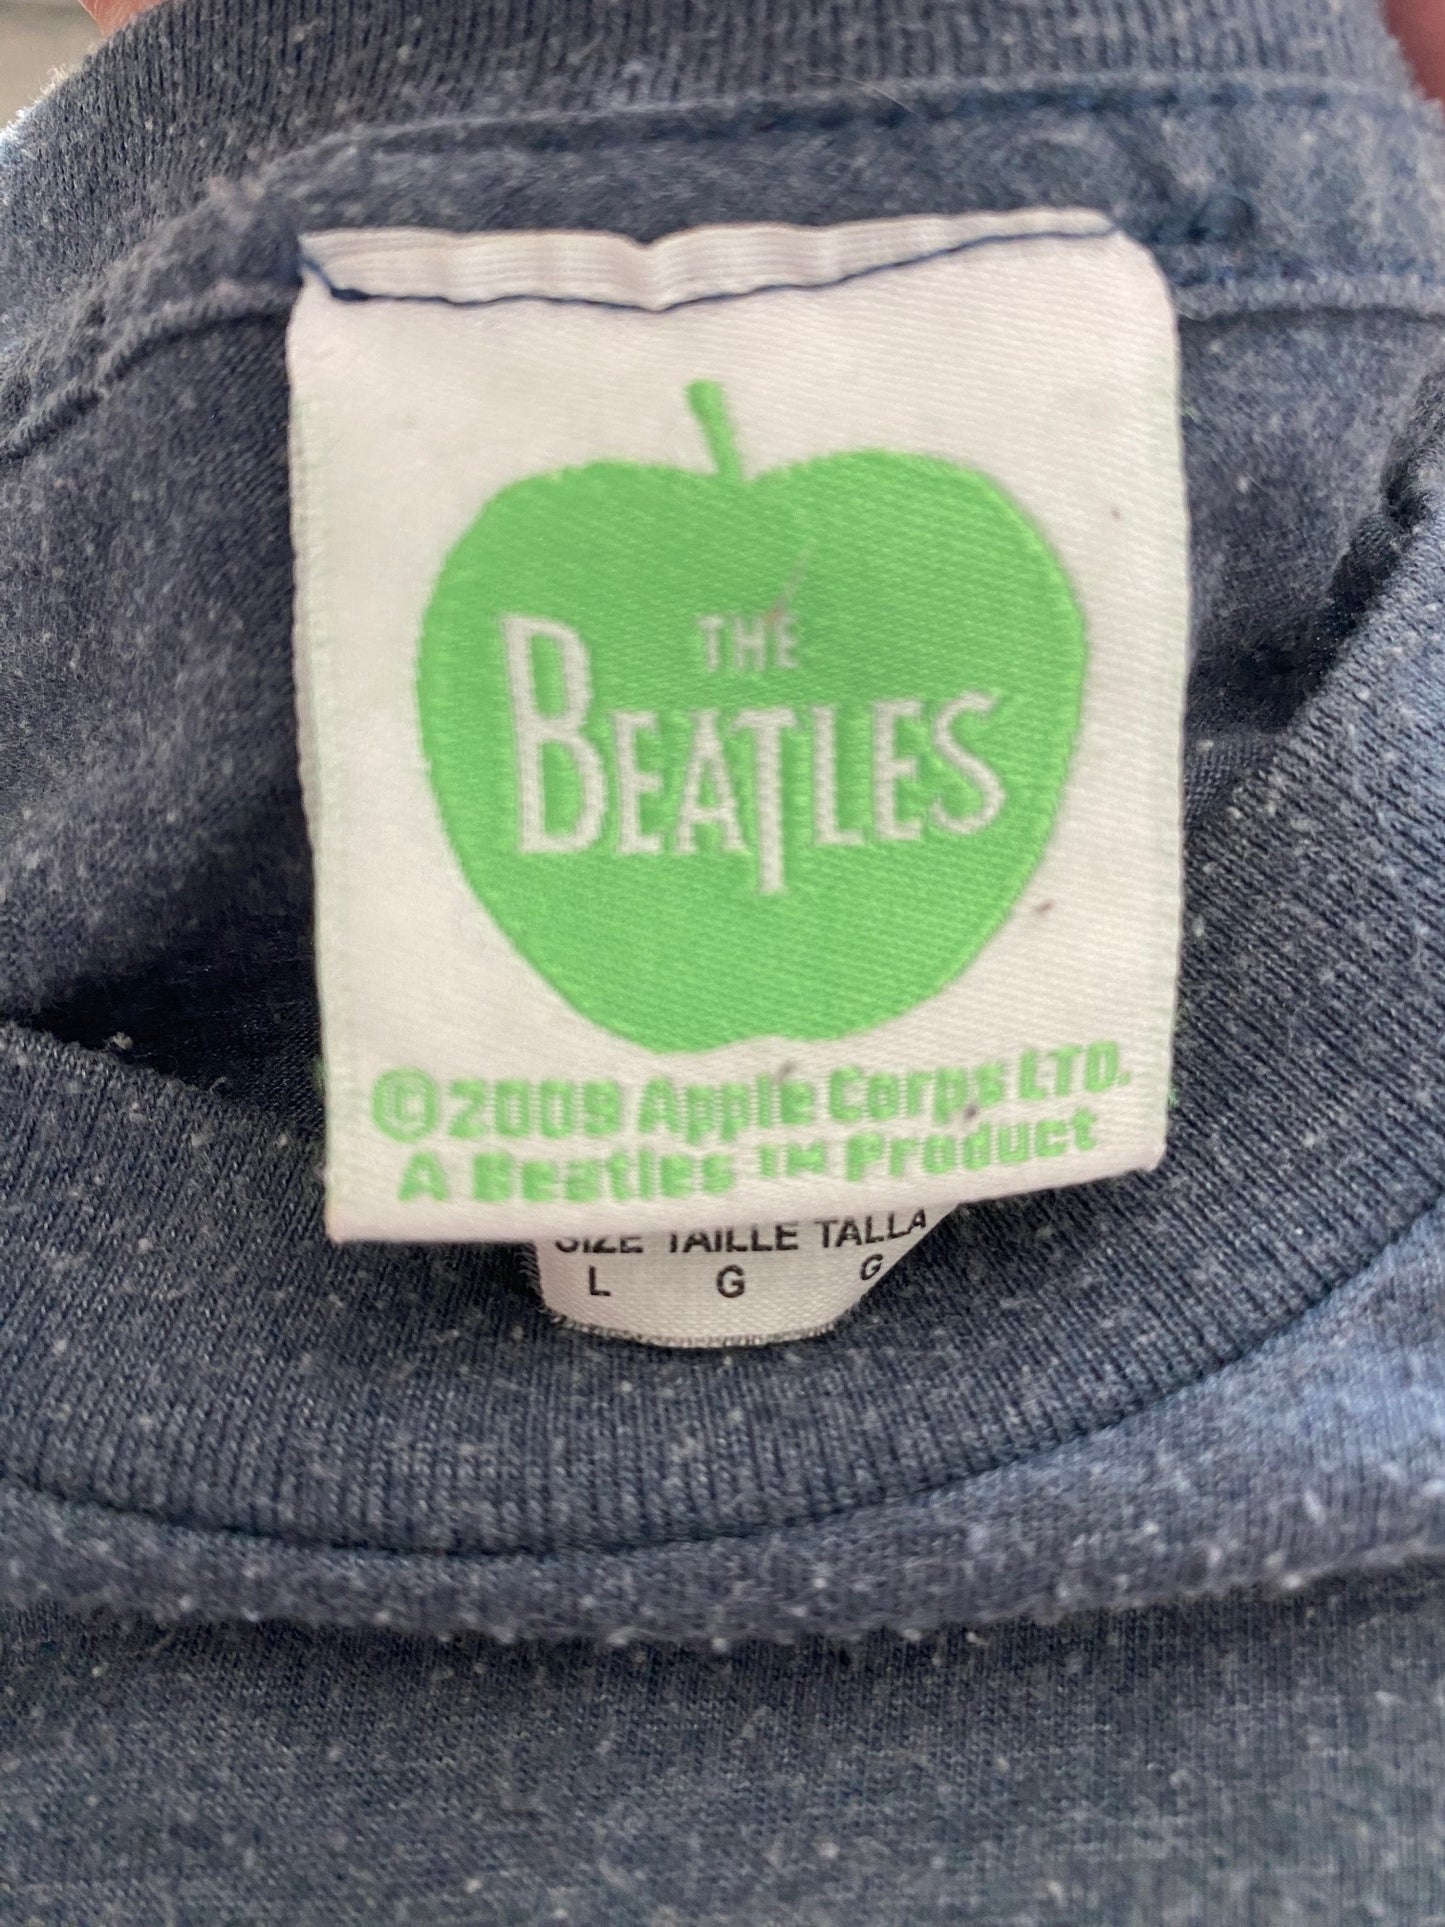 THE
BEATLES
©2009 Apple Corps LTD.
A Beatles TM Product
SIZE TAILLE TALLA
L G G